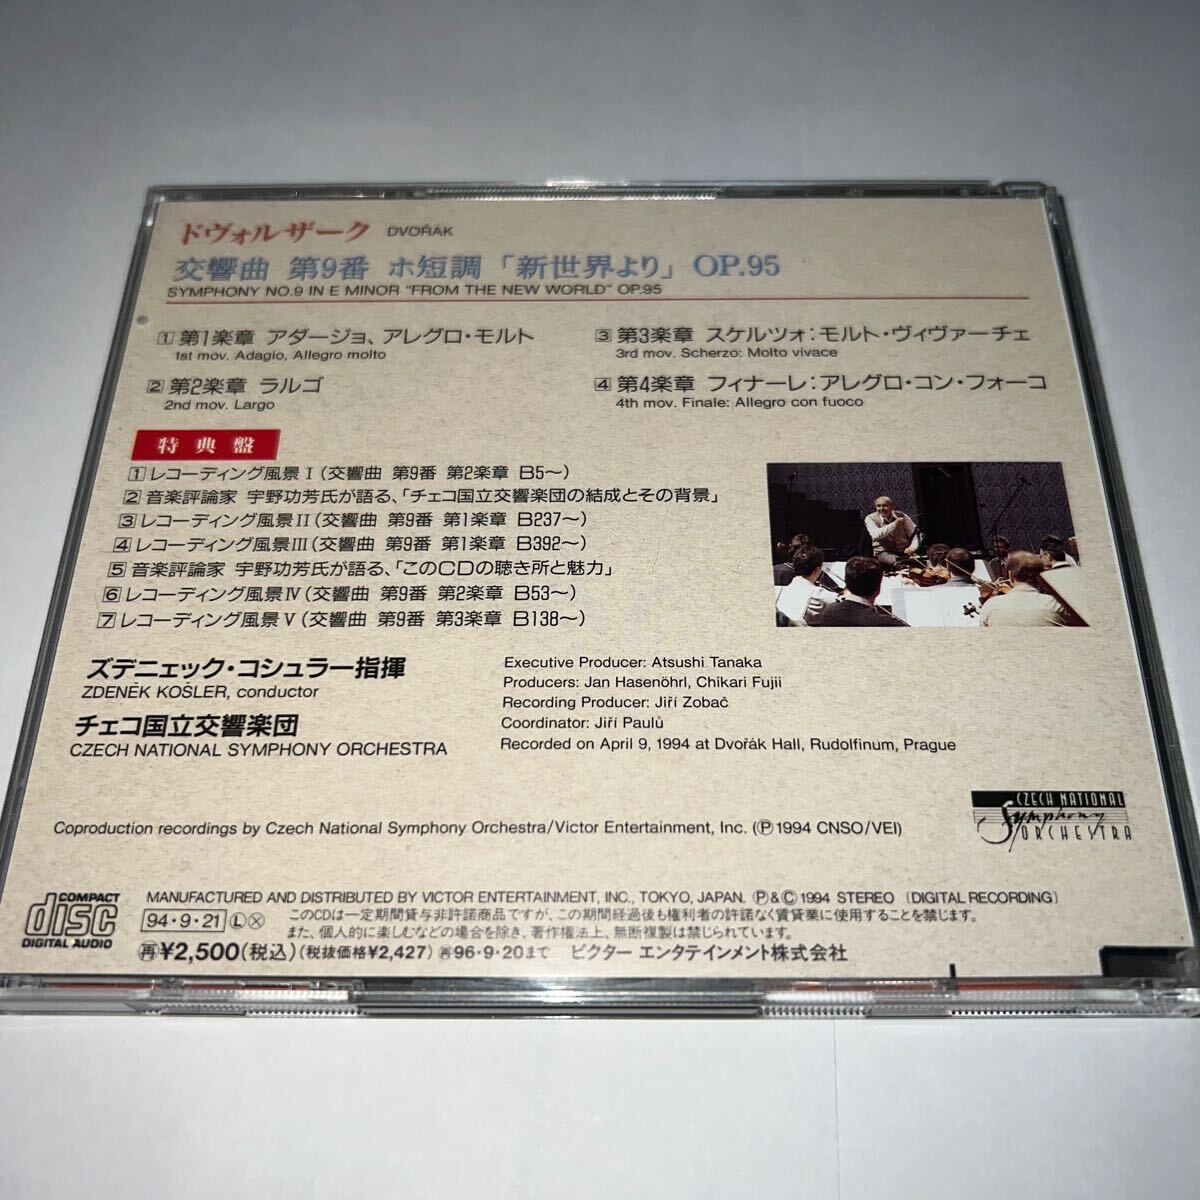 ドヴォルザーク DVOŘÁK
交響曲 第9番 ホ短調「新世界より」OP.95
SYMPHONY NO.9 IN E MINOR "FROM THE NEW WORLD" OP.95
1 第1楽章 アダージョ、アレグロ・モルト
1st mov. Adagio, Allegro molto
2 第2楽章 ラルゴ
2nd mov. Largo
3 第3楽章 スケルツォ：モルト・ヴィヴァーチェ
3rd mov. Scherzo: Molto vivace
4 第4楽章 フィナーレ：アレグロ・コン・フォーコ
4th mov. Finale: Allegro con fuoco
特典盤
1 レコーディング風景 I (交響曲 第9番 第2楽章 B5〜)
2 音楽評論家 宇野功芳氏が語る、「チェコ国立交響楽団の結成とその背景」
3 レコーディング風景 II (交響曲 第9番 第1楽章 B237〜)
4 レコーディング風景 III (交響曲 第9番 第1楽章 B392〜)
5 音楽評論家 宇野功芳氏が語る、「このCDの聴き所と魅力」
6 レコーディング風景 IV (交響曲 第9番 第2楽章 B53〜)
7 レコーディング風景 V (交響曲 第9番 第3楽章 B138〜)
ズデニェック・コシュラー指揮
ZDENĚK KOŠLER, conductor
チェコ国立交響楽団
CZECH NATIONAL SYMPHONY ORCHESTRA
Executive Producer: Atsushi Tanaka
Producers: Jan Hasenöhrl, Chikari Fujii
Recording Producer: Jiří Zobač
Coordinator: Jiří Paulů
Recorded on April 9, 1994 at Dvořák Hall, Rudolfinum, Prague
CZECH NATIONAL
Symphony
ORCHESTRA
Coproduction recordings by Czech National Symphony Orchestra/Victor Entertainment, Inc. (℗ 1994 CNSO/VEI)
COMPACT
disc
DIGITAL AUDIO
MANUFACTURED AND DISTRIBUTED BY VICTOR ENTERTAINMENT, INC., TOKYO, JAPAN. ℗&© 1994 STEREO [DIGITAL RECORDING]
94・9・21 Ⓛ Ⓧ このCDは一定期間貸与非許諾商品ですが、この期間経過後も権利者の許諾なく賃貸業に使用することを禁じます。
また、個人的に楽しむなどの場合を除き、著作権法上、無断複製は禁じられています。
再¥2,500(税込)(税抜価格¥2,427) 再96・9・20まで ビクター エンタテインメント株式会社